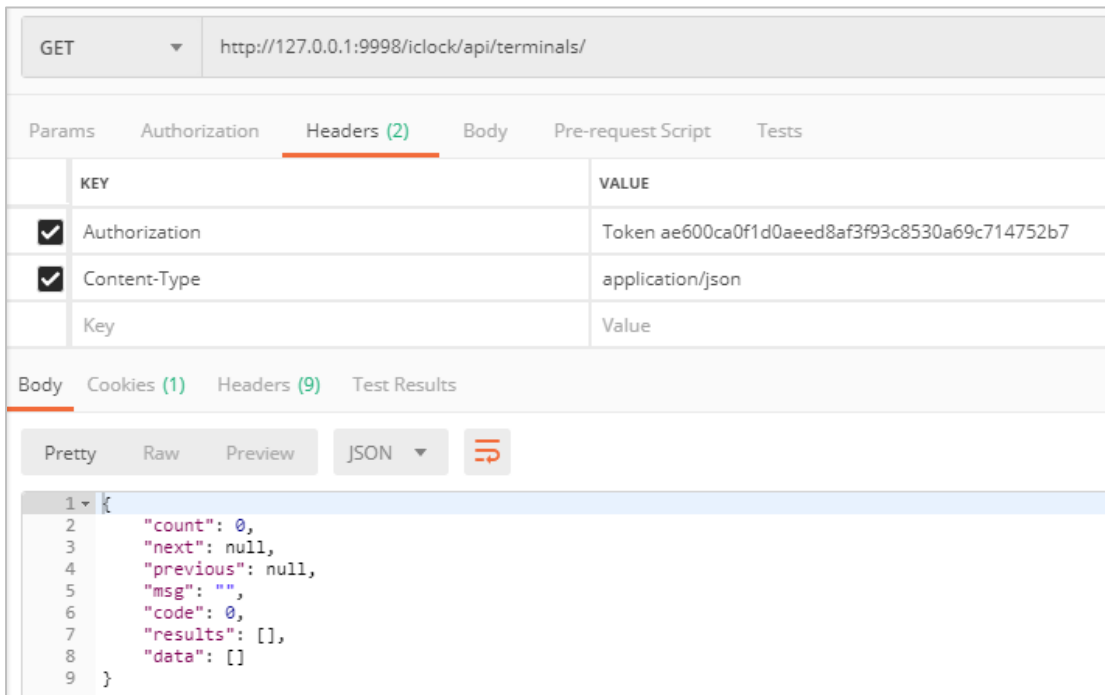 GET http://127.0.0.1:9998/iclock/api/terminals/
Params Authorization Headers (2) Body Pre-request Script Tests
KEY VALUE
Authorization Token ae600ca0f1d0aeed8af3f93c8530a69c714752b7
Content-Type application/json
Key Value
Body Cookies (1) Headers (9) Test Results
Pretty Raw Preview JSON
1 {
2 "count": 0,
3 "next": null,
4 "previous": null,
5 "msg": "",
6 "code": 0,
7 "results": [],
8 "data": []
9 }